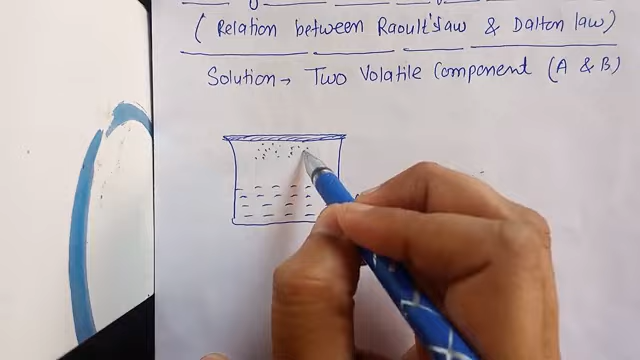 ( Relation between Raoult's law & Dalton law )
Solution → Two Volatile Component (A & B)